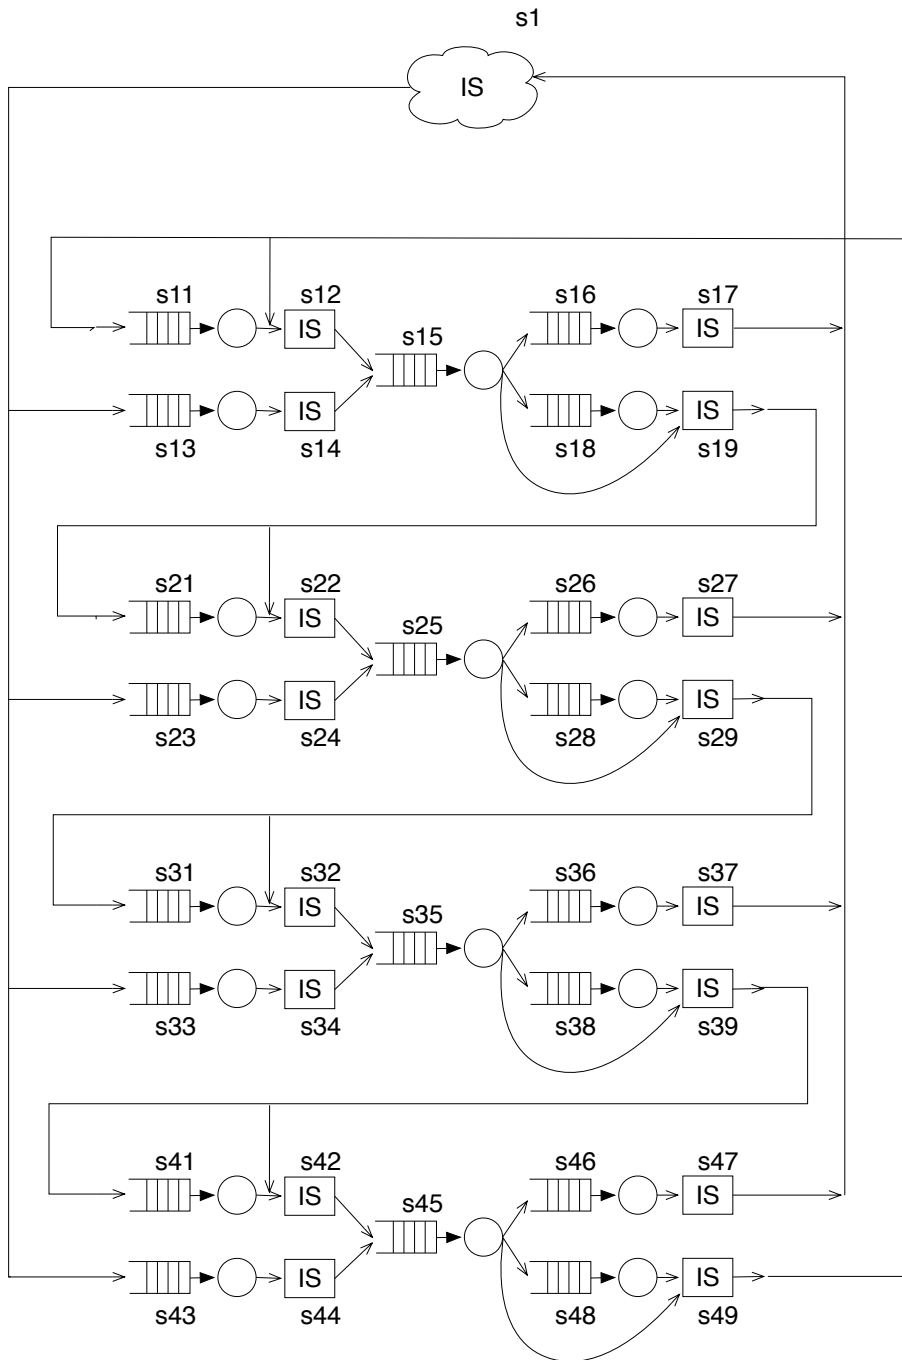 s1
IS
s11 s12 s16 s17
IS s15 IS
IS IS
s13 s14 s18 s19
s21 s22 s26 s27
IS s25 IS
IS IS
s23 s24 s28 s29
s31 s32 s36 s37
IS s35 IS
IS IS
s33 s34 s38 s39
s41 s42 s46 s47
IS s45 IS
IS IS
s43 s44 s48 s49